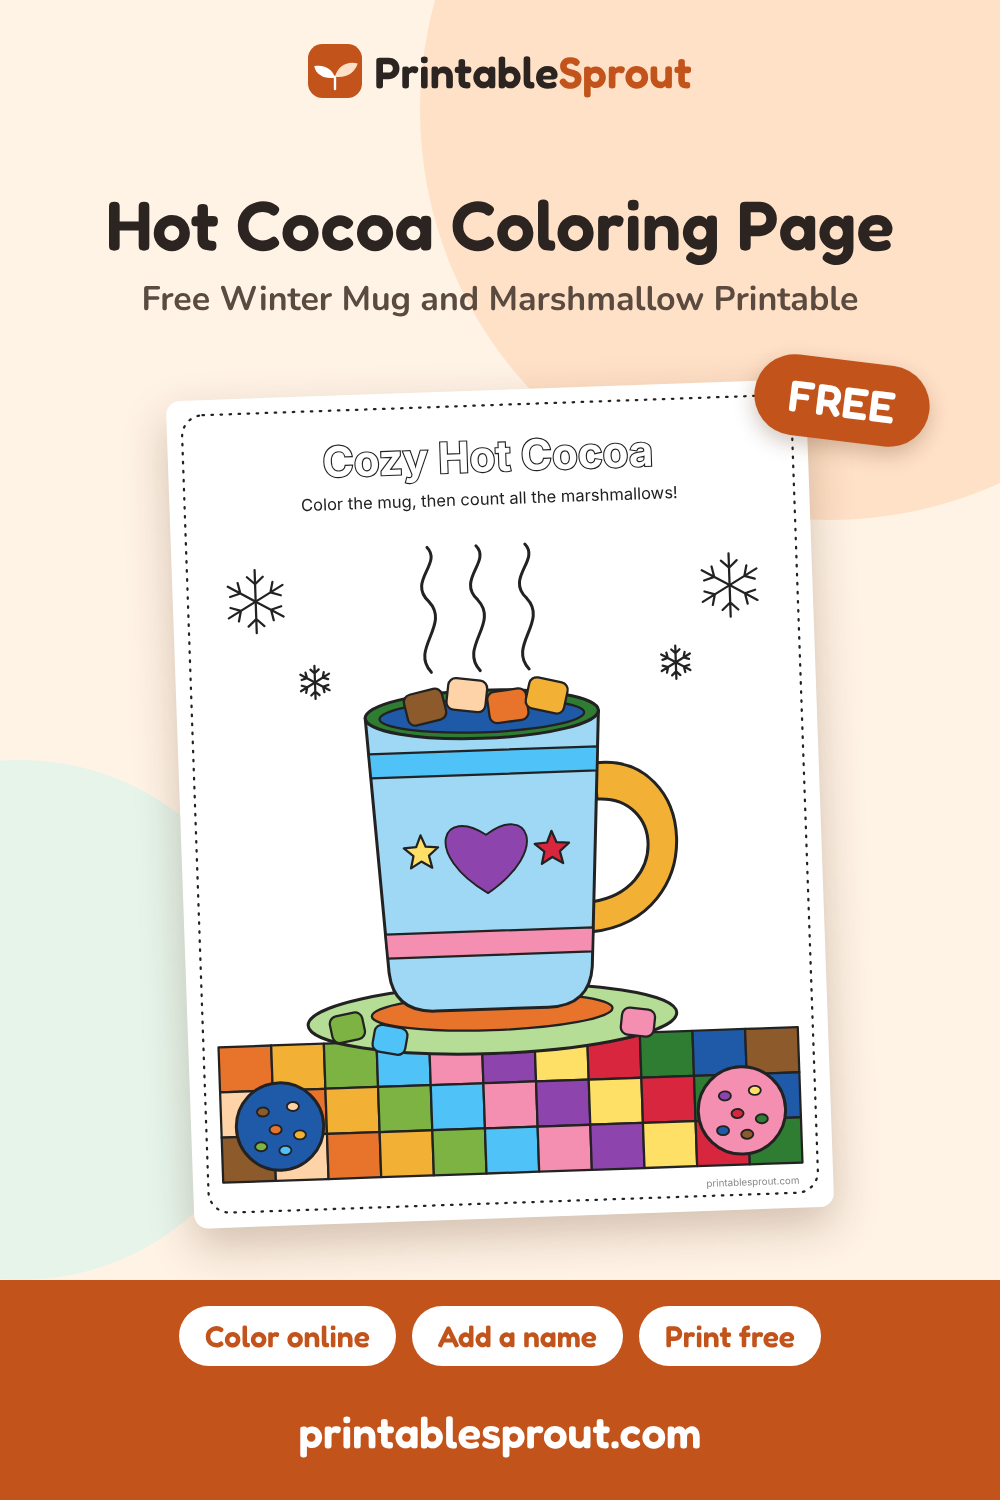 PrintableSprout
Hot Cocoa Coloring Page
Free Winter Mug and Marshmallow Printable
FREE
Cozy Hot Cocoa
Color the mug, then count all the marshmallows!
printablesprout.com
Color online
Add a name
Print free
printablesprout.com